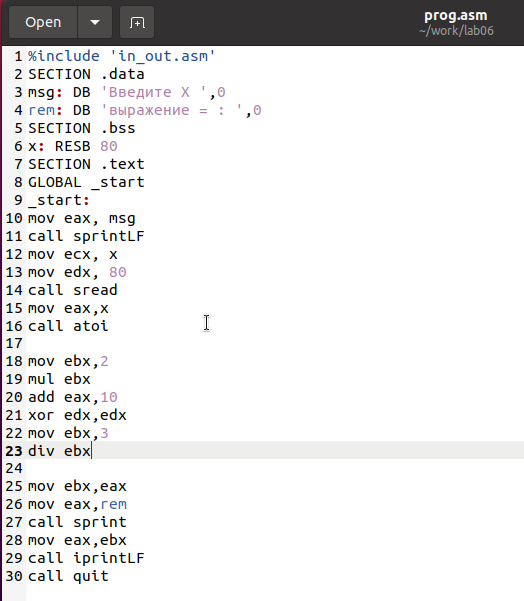 Open
prog.asm
~/work/lab06
1 %include 'in_out.asm'
2 SECTION .data
3 msg: DB 'Введите X ',0
4 rem: DB 'выражение = : ',0
5 SECTION .bss
6 x: RESB 80
7 SECTION .text
8 GLOBAL _start
9 _start:
10 mov eax, msg
11 call sprintLF
12 mov ecx, x
13 mov edx, 80
14 call sread
15 mov eax,x
16 call atoi
17
18 mov ebx,2
19 mul ebx
20 add eax,10
21 xor edx,edx
22 mov ebx,3
23 div ebx
24
25 mov ebx,eax
26 mov eax,rem
27 call sprint
28 mov eax,ebx
29 call iprintLF
30 call quit